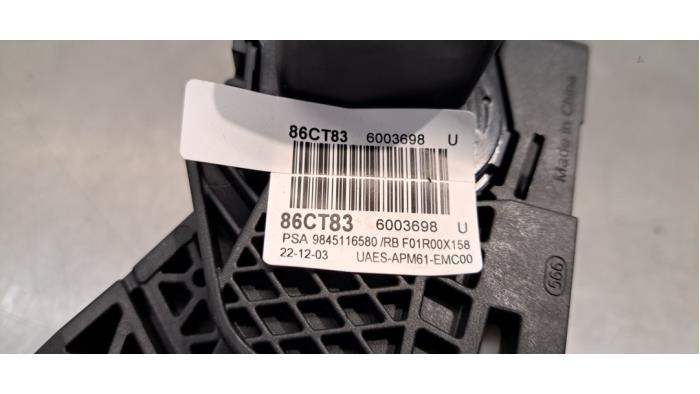 86CT83 6003698 U
86CT83 6003698 U
PSA 9845116580 /RB F01R00X158
22-12-03 UAES-APM61-EMC00
Made in China
566